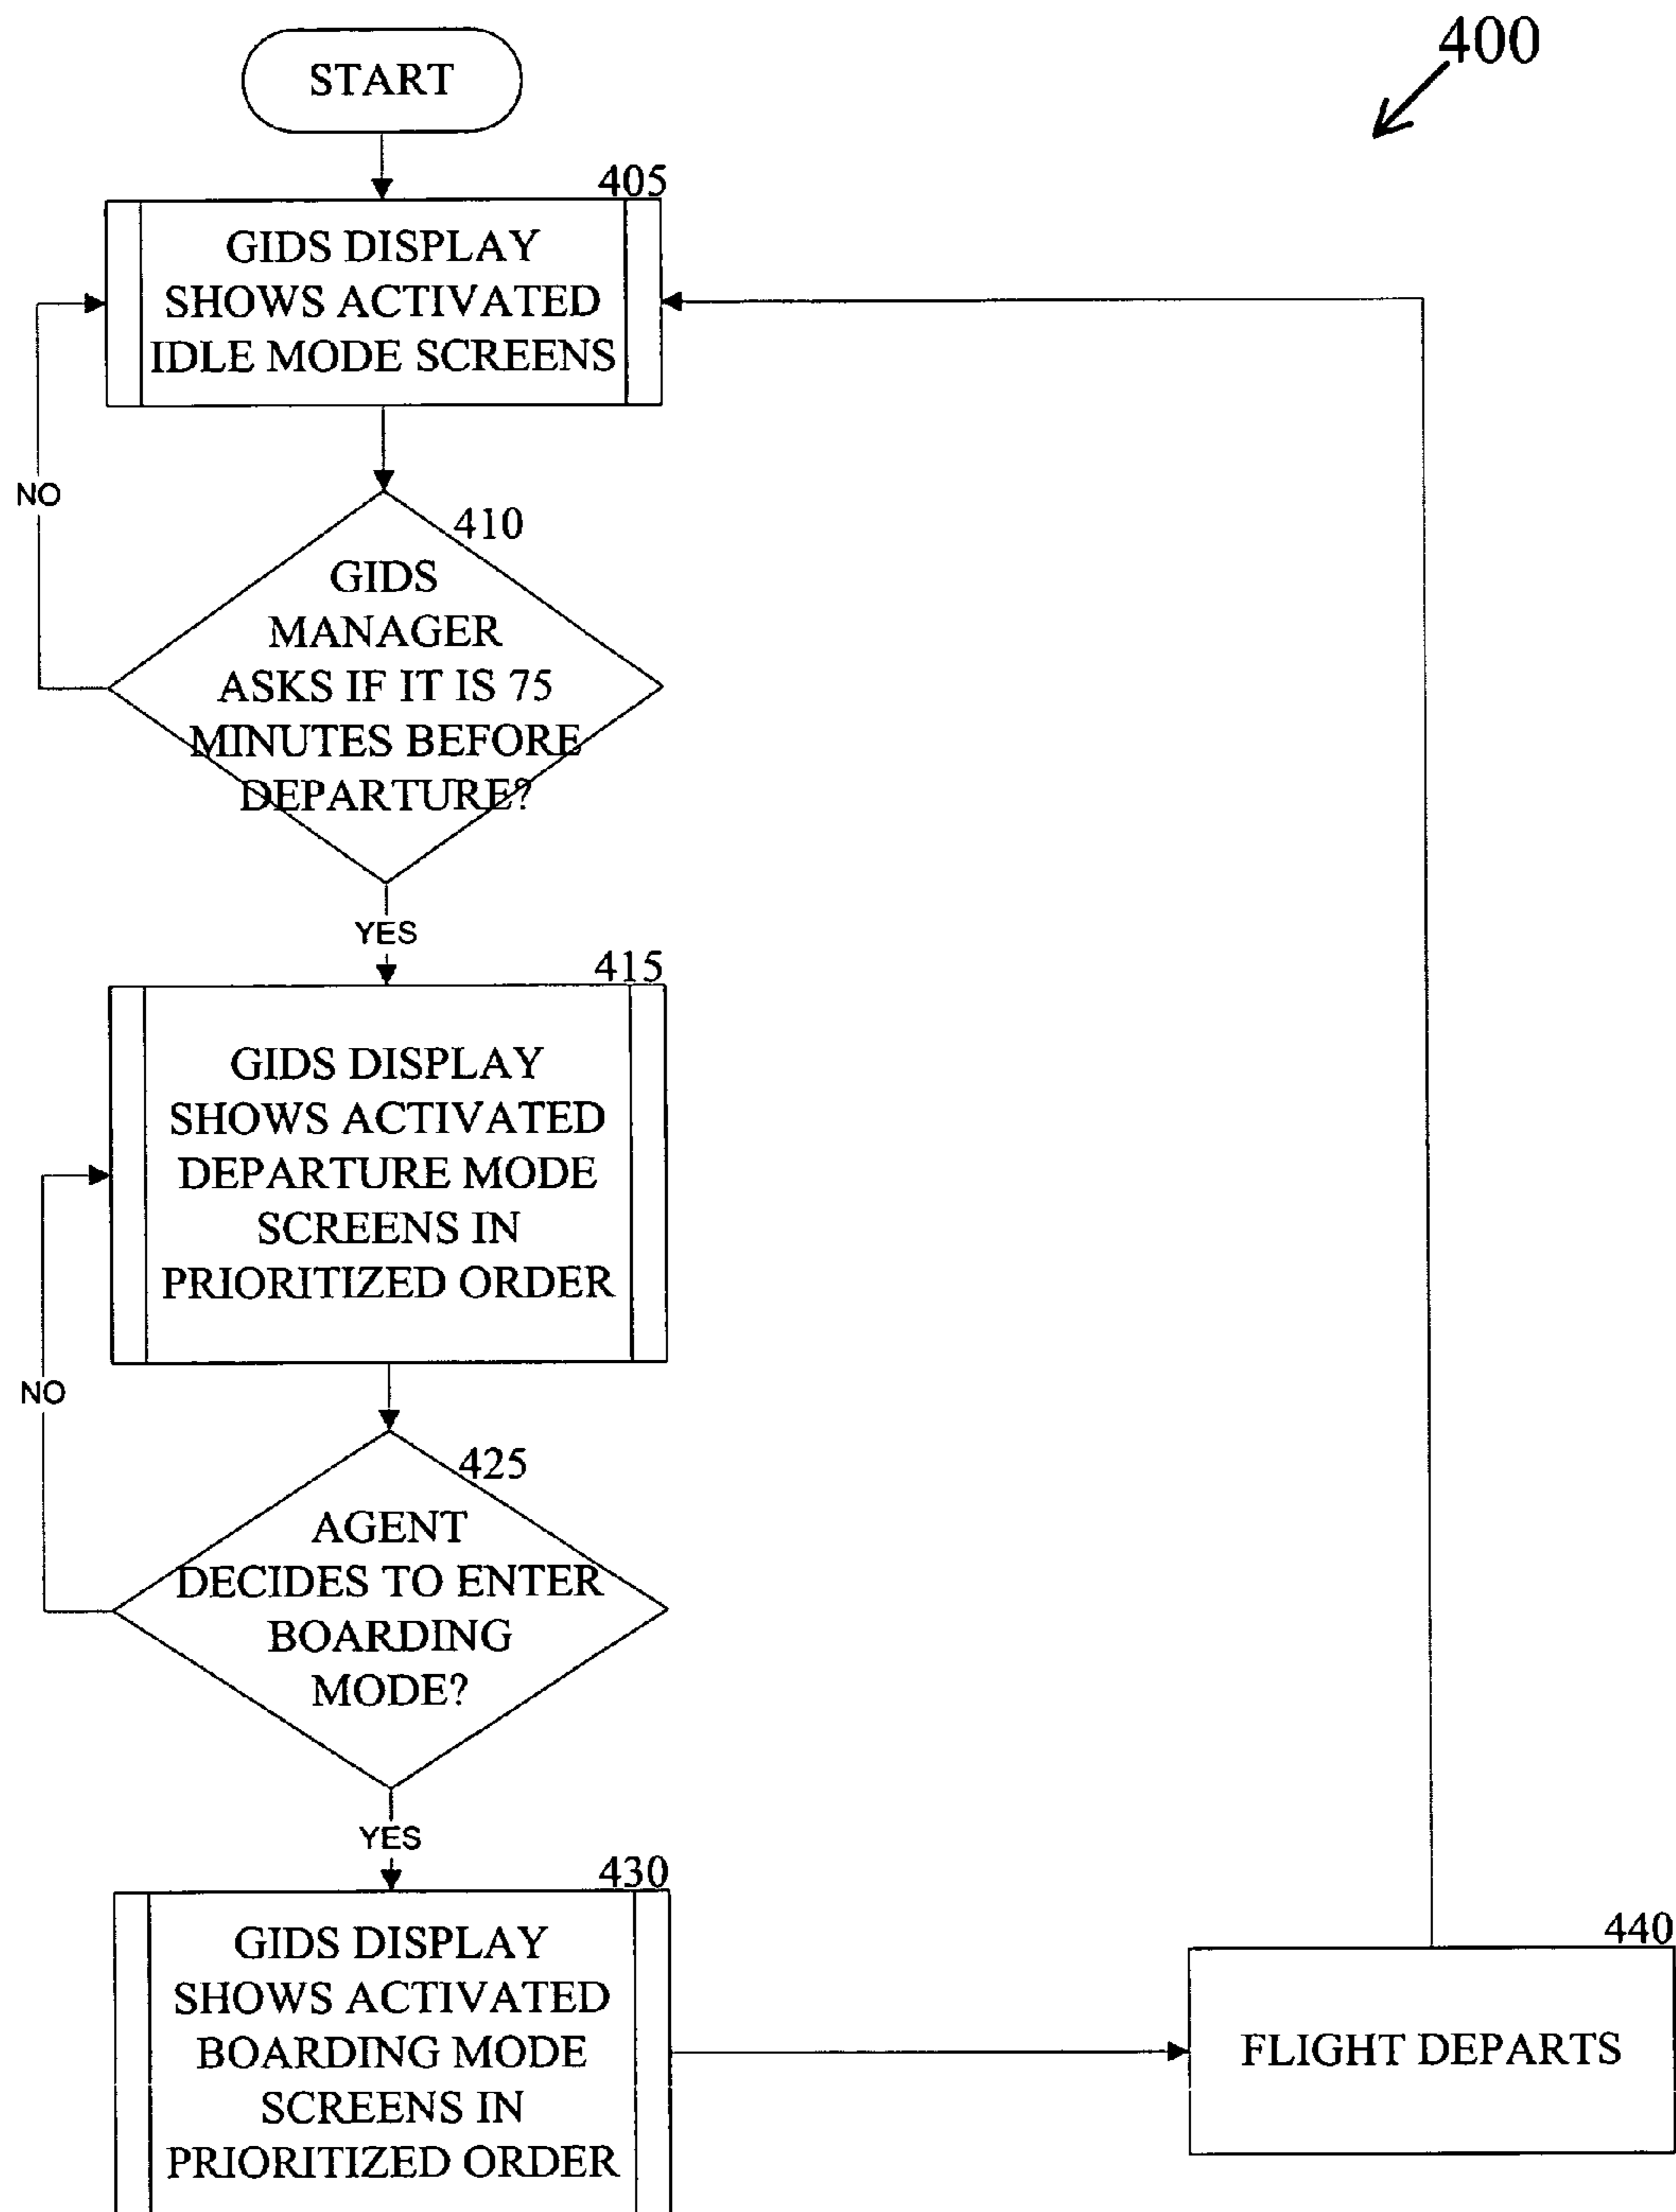 400
START
405
GIDS DISPLAY
SHOWS ACTIVATED
IDLE MODE SCREENS
NO
410
GIDS
MANAGER
ASKS IF IT IS 75
MINUTES BEFORE
DEPARTURE?
YES
415
GIDS DISPLAY
SHOWS ACTIVATED
DEPARTURE MODE
SCREENS IN
PRIORITIZED ORDER
NO
425
AGENT
DECIDES TO ENTER
BOARDING
MODE?
YES
430
GIDS DISPLAY
SHOWS ACTIVATED
BOARDING MODE
SCREENS IN
PRIORITIZED ORDER
440
FLIGHT DEPARTS